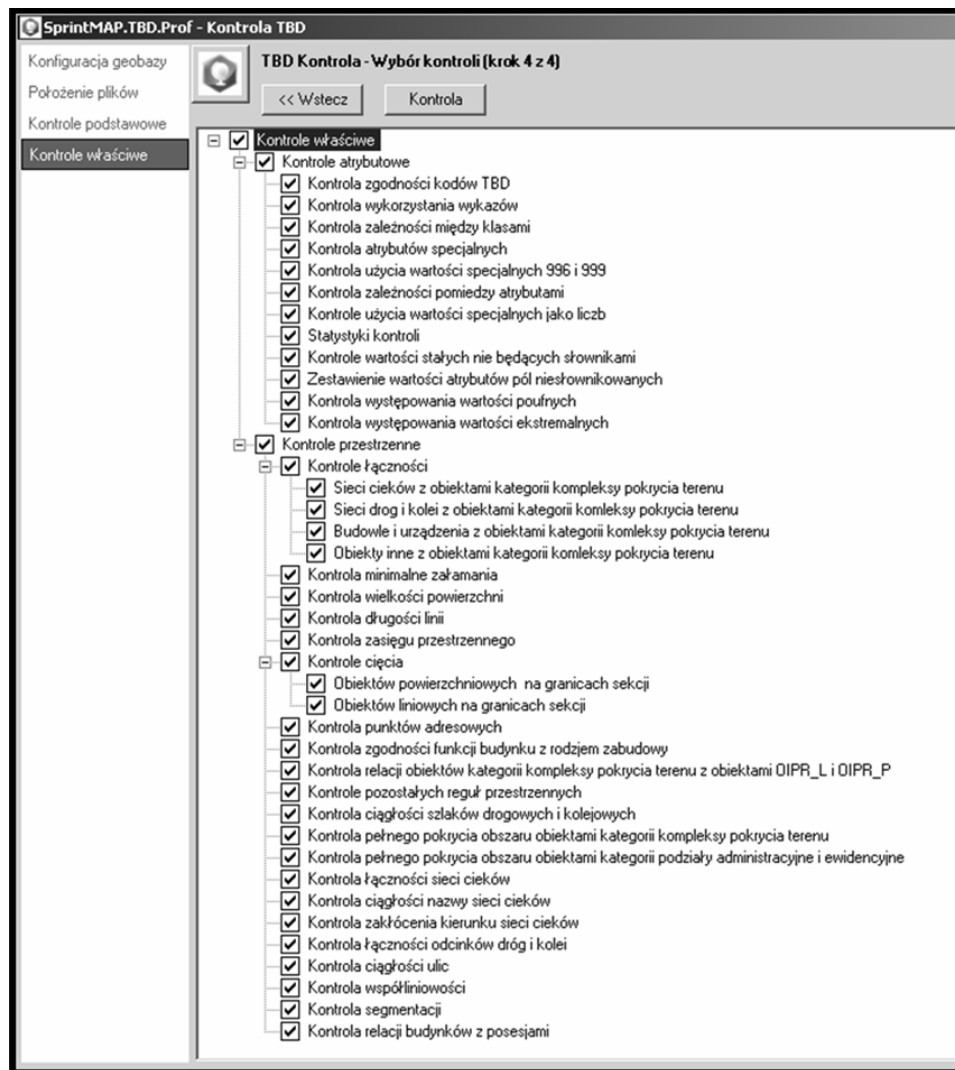 SprintMAP.TBD.Prof - Kontrola TBD
Konfiguracja geobazy
Położenie plików
Kontrole podstawowe
Kontrole właściwe
TBD Kontrola - Wybór kontroli (krok 4 z 4)
<< Wstecz
Kontrola
Kontrole właściwe
Kontrole atrybutowe
Kontrola zgodności kodów TBD
Kontrola wykorzystania wykazów
Kontrola zależności między klasami
Kontrola atrybutów specjalnych
Kontrola użycia wartości specjalnych 996 i 999
Kontrola zależności pomiedzy atrybutami
Kontrole użycia wartości specjalnych jako liczb
Statystyki kontroli
Kontrole wartości stałych nie będących słownikami
Zestawienie wartości atrybutów pól niesłownikowanych
Kontrola występowania wartości poufnych
Kontrola występowania wartości ekstremalnych
Kontrole przestrzenne
Kontrole łączności
Sieci cieków z obiektami kategorii kompleksy pokrycia terenu
Sieci drog i kolei z obiektami kategorii komleksy pokrycia terenu
Budowle i urządzenia z obiektami kategorii komleksy pokrycia terenu
Obiekty inne z obiektami kategorii komleksy pokrycia terenu
Kontrola minimalne załamania
Kontrola wielkości powierzchni
Kontrola długości linii
Kontrola zasięgu przestrzennego
Kontrole cięcia
Obiektów powierzchniowych na granicach sekcji
Obiektów liniowych na granicach sekcji
Kontrola punktów adresowych
Kontrola zgodności funkcji budynku z rodzjem zabudowy
Kontrola relacji obiektów kategorii kompleksy pokrycia terenu z obiektami OIPR_L i OIPR_P
Kontrole pozostałych reguł przestrzennych
Kontrola ciągłości szlaków drogowych i kolejowych
Kontrola pełnego pokrycia obszaru obiektami kategorii kompleksy pokrycia terenu
Kontrola pełnego pokrycia obszaru obiektami kategorii podziały administracyjne i ewidencyjne
Kontrola łączności sieci cieków
Kontrola ciągłości nazwy sieci cieków
Kontrola zakłócenia kierunku sieci cieków
Kontrola łączności odcinków dróg i kolei
Kontrola ciągłości ulic
Kontrola współliniowości
Kontrola segmentacji
Kontrola relacji budynków z posesjami